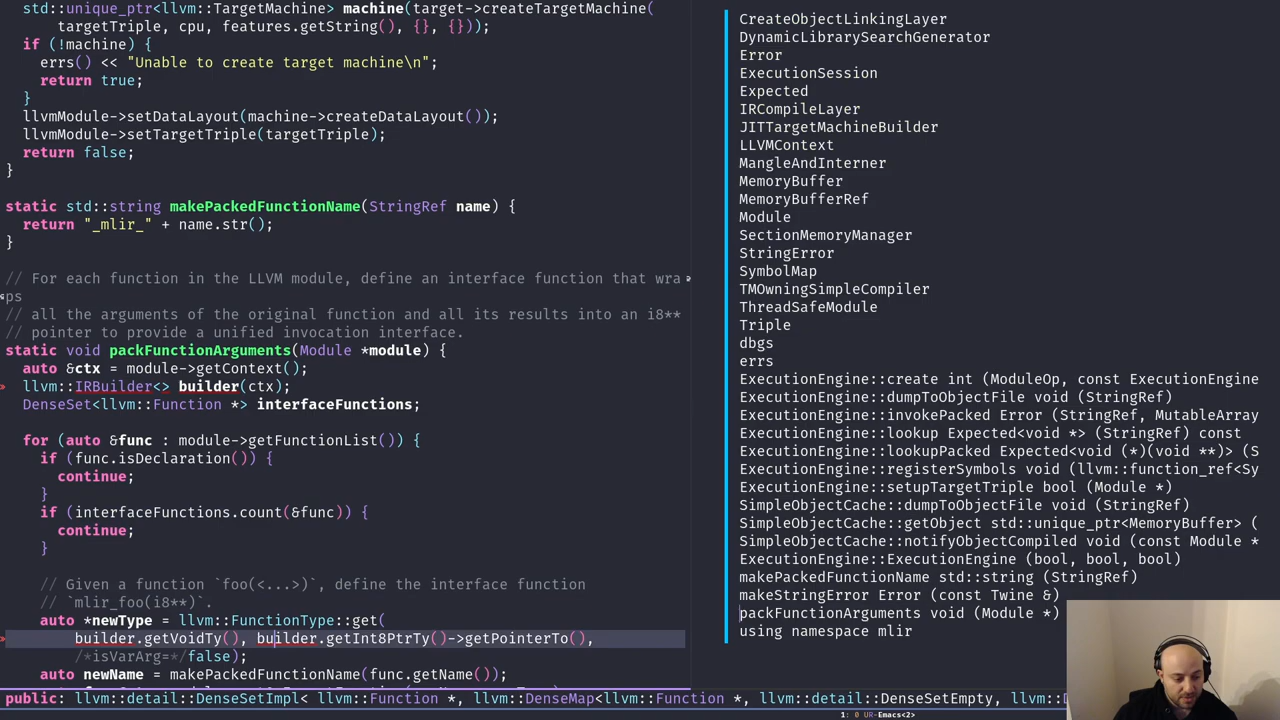 std::unique_ptr<llvm::TargetMachine> machine(target->createTargetMachine(
      targetTriple, cpu, features.getString(), {}, {}));
  if (!machine) {
    errs() << "Unable to create target machine\n";
    return true;
  }
  llvmModule->setDataLayout(machine->createDataLayout());
  llvmModule->setTargetTriple(targetTriple);
  return false;
}
static std::string makePackedFunctionName(StringRef name) {
  return "_mlir_" + name.str();
}
// For each function in the LLVM module, define an interface function that wra
ps
// all the arguments of the original function and all its results into an i8**
// pointer to provide a unified invocation interface.
static void packFunctionArguments(Module *module) {
  auto &ctx = module->getContext();
  llvm::IRBuilder<> builder(ctx);
  DenseSet<llvm::Function *> interfaceFunctions;
  for (auto &func : module->getFunctionList()) {
    if (func.isDeclaration()) {
      continue;
    }
    if (interfaceFunctions.count(&func)) {
      continue;
    }
    // Given a function `foo(<...>)`, define the interface function
    // `mlir_foo(i8**)`.
    auto *newType = llvm::FunctionType::get(
        builder.getVoidTy(), builder.getInt8PtrTy()->getPointerTo(),
        /*isVarArg=*/false);
    auto newName = makePackedFunctionName(func.getName());
CreateObjectLinkingLayer
DynamicLibrarySearchGenerator
Error
ExecutionSession
Expected
IRCompileLayer
JITTargetMachineBuilder
LLVMContext
MangleAndInterner
MemoryBuffer
MemoryBufferRef
Module
SectionMemoryManager
StringError
SymbolMap
TMOwningSimpleCompiler
ThreadSafeModule
Triple
dbgs
errs
ExecutionEngine::create int (ModuleOp, const ExecutionEngine
ExecutionEngine::dumpToObjectFile void (StringRef)
ExecutionEngine::invokePacked Error (StringRef, MutableArray
ExecutionEngine::lookup Expected<void *> (StringRef) const
ExecutionEngine::lookupPacked Expected<void (*)(void **)> (S
ExecutionEngine::registerSymbols void (llvm::function_ref<Sy
ExecutionEngine::setupTargetTriple bool (Module *)
SimpleObjectCache::dumpToObjectFile void (StringRef)
SimpleObjectCache::getObject std::unique_ptr<MemoryBuffer> (
SimpleObjectCache::notifyObjectCompiled void (const Module *
ExecutionEngine::ExecutionEngine (bool, bool, bool)
makePackedFunctionName std::string (StringRef)
makeStringError Error (const Twine &)
packFunctionArguments void (Module *)
using namespace mlir
public: llvm::detail::DenseSetImpl< llvm::Function *, llvm::DenseMap<llvm::Function *, llvm::detail::DenseSetEmpty, llvm::D
1: 0 UR-Emacs<2>